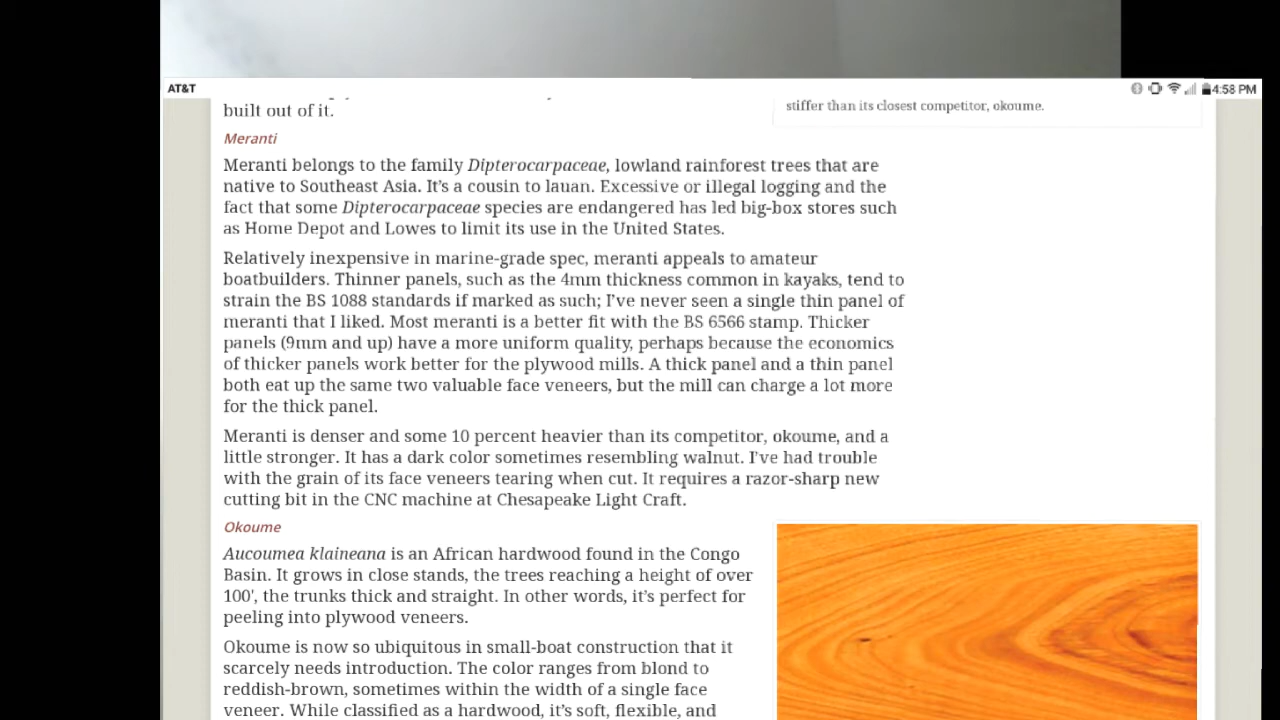 AT&T
4:58 PM
built out of it.
stiffer than its closest competitor, okoume.
Meranti
Meranti belongs to the family Dipterocarpaceae, lowland rainforest trees that are
native to Southeast Asia. It's a cousin to lauan. Excessive or illegal logging and the
fact that some Dipterocarpaceae species are endangered has led big-box stores such
as Home Depot and Lowes to limit its use in the United States.
Relatively inexpensive in marine-grade spec, meranti appeals to amateur
boatbuilders. Thinner panels, such as the 4mm thickness common in kayaks, tend to
strain the BS 1088 standards if marked as such; I've never seen a single thin panel of
meranti that I liked. Most meranti is a better fit with the BS 6566 stamp. Thicker
panels (9mm and up) have a more uniform quality, perhaps because the economics
of thicker panels work better for the plywood mills. A thick panel and a thin panel
both eat up the same two valuable face veneers, but the mill can charge a lot more
for the thick panel.
Meranti is denser and some 10 percent heavier than its competitor, okoume, and a
little stronger. It has a dark color sometimes resembling walnut. I've had trouble
with the grain of its face veneers tearing when cut. It requires a razor-sharp new
cutting bit in the CNC machine at Chesapeake Light Craft.
Okoume
Aucoumea klaineana is an African hardwood found in the Congo
Basin. It grows in close stands, the trees reaching a height of over
100', the trunks thick and straight. In other words, it's perfect for
peeling into plywood veneers.
Okoume is now so ubiquitous in small-boat construction that it
scarcely needs introduction. The color ranges from blond to
reddish-brown, sometimes within the width of a single face
veneer. While classified as a hardwood, it's soft, flexible, and